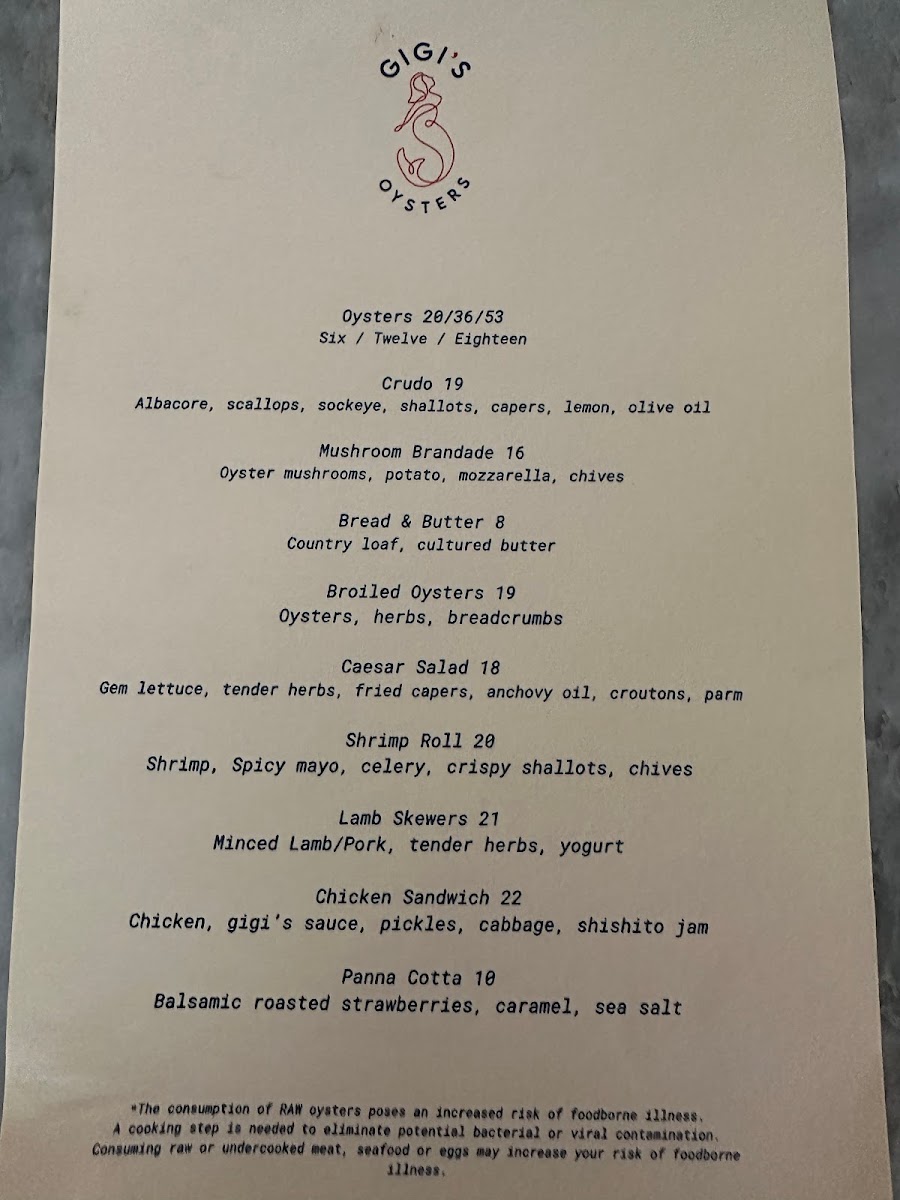 GIGI'S
OYSTERS
Oysters 20/36/53
Six / Twelve / Eighteen
Crudo 19
Albacore, scallops, sockeye, shallots, capers, lemon, olive oil
Mushroom Brandade 16
Oyster mushrooms, potato, mozzarella, chives
Bread & Butter 8
Country loaf, cultured butter
Broiled Oysters 19
Oysters, herbs, breadcrumbs
Caesar Salad 18
Gem lettuce, tender herbs, fried capers, anchovy oil, croutons, parm
Shrimp Roll 20
Shrimp, Spicy mayo, celery, crispy shallots, chives
Lamb Skewers 21
Minced Lamb/Pork, tender herbs, yogurt
Chicken Sandwich 22
Chicken, gigi's sauce, pickles, cabbage, shishito jam
Panna Cotta 10
Balsamic roasted strawberries, caramel, sea salt
*The consumption of RAW oysters poses an increased risk of foodborne illness.
A cooking step is needed to eliminate potential bacterial or viral contamination.
Consuming raw or undercooked meat, seafood or eggs may increase your risk of foodborne
illness.